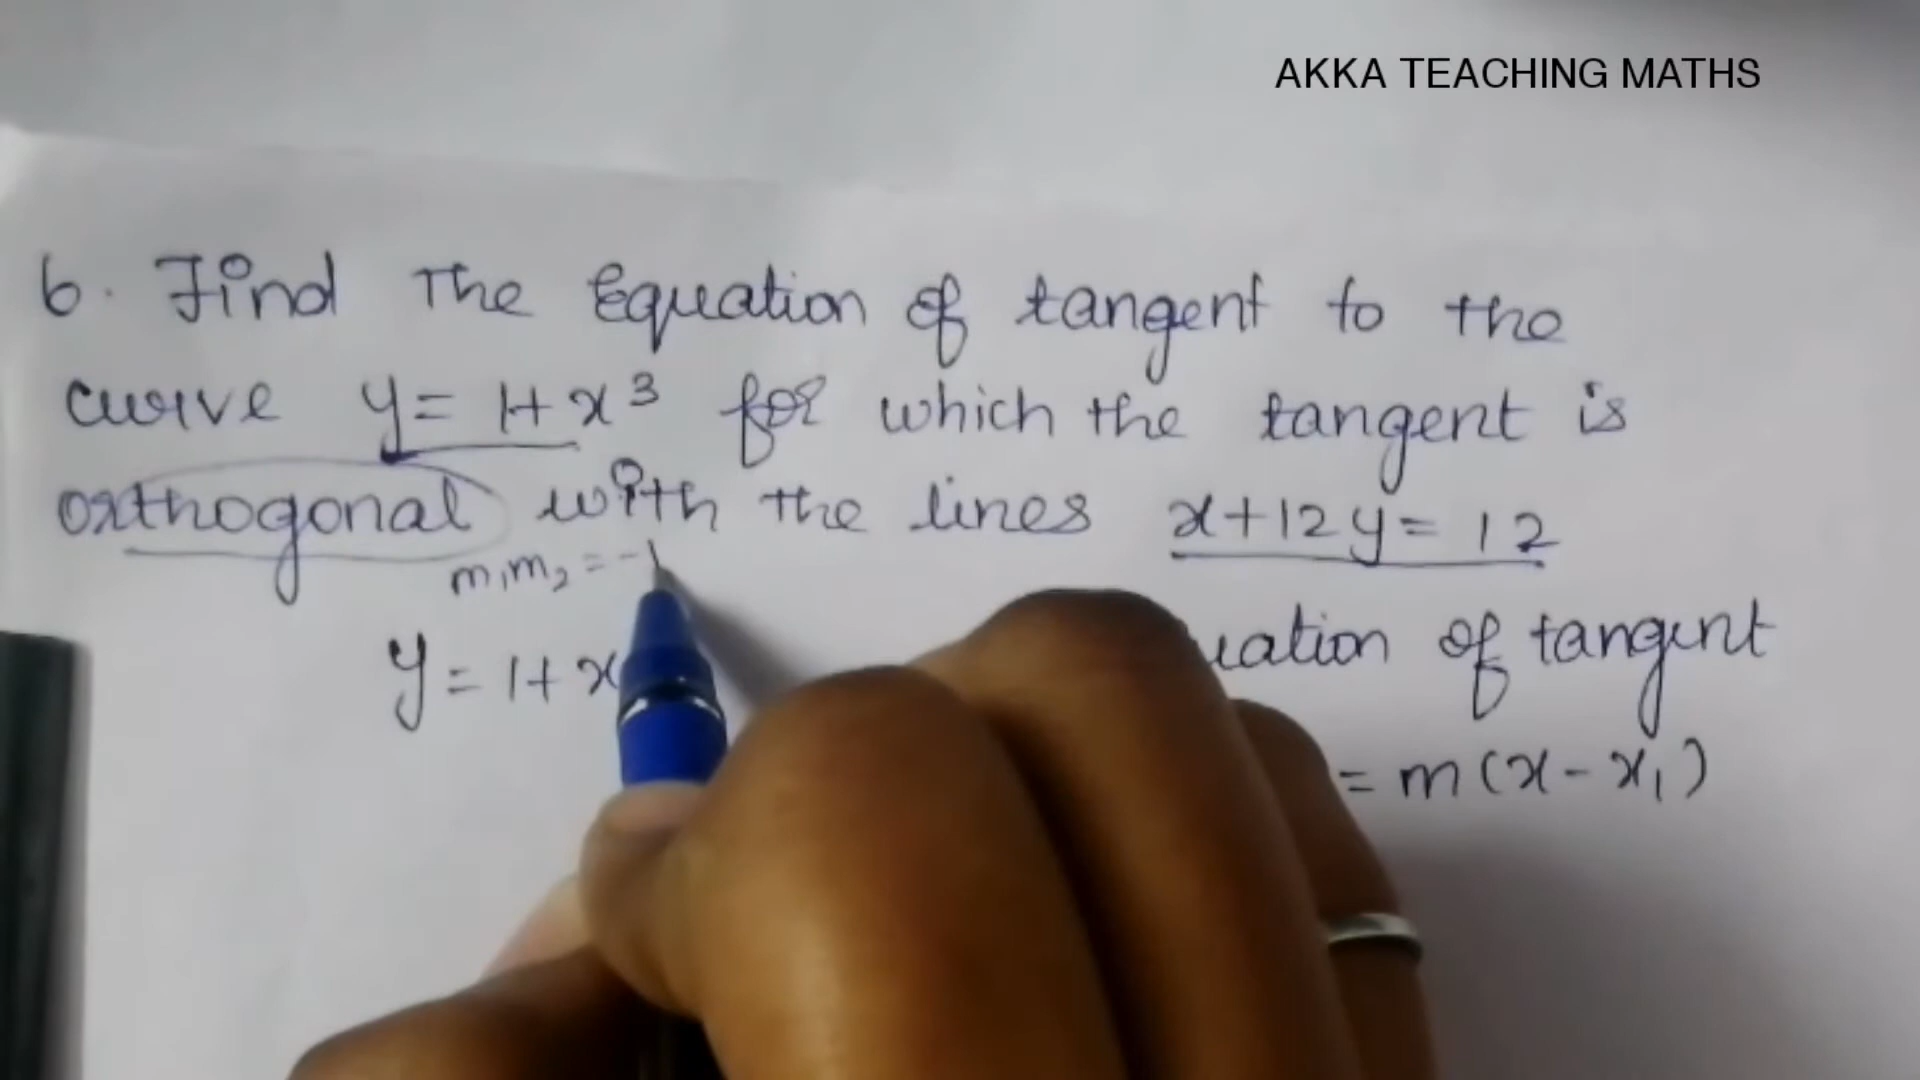 AKKA TEACHING MATHS
6. Find The Equation of tangent to the
curve y = 1 + x³ for which the tangent is
orthogonal with the lines x + 12y = 12
m₁m₂ = -1
y = 1 + x
of tangent
= m(x - x₁)